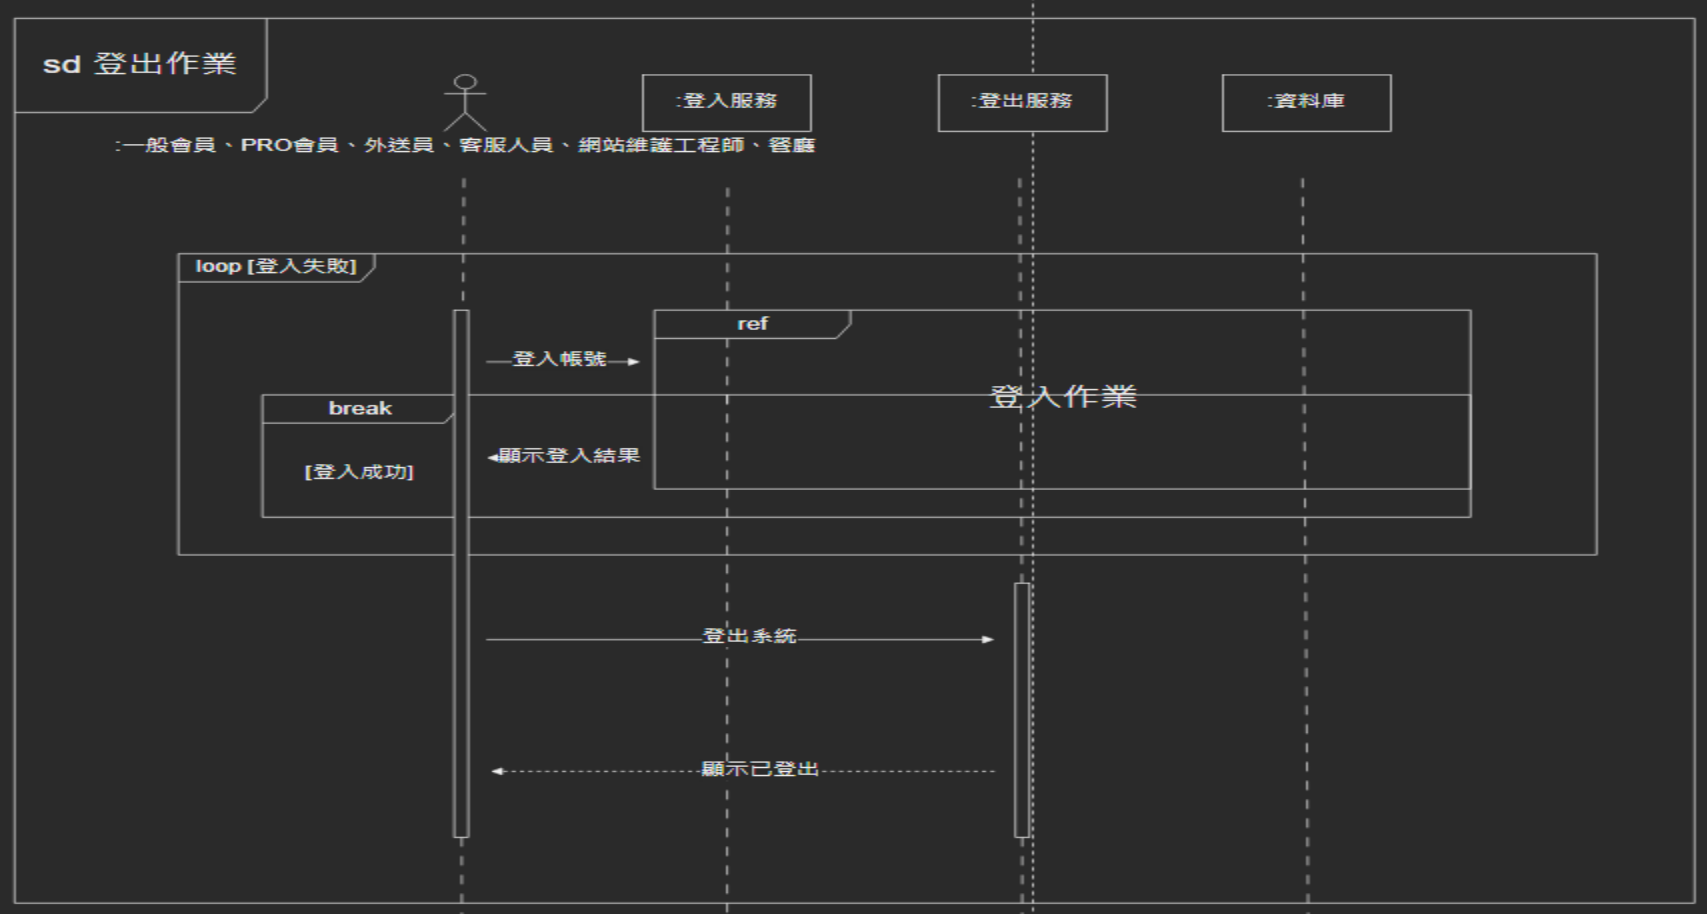 sd 登出作業
:登入服務
:登出服務
:資料庫
:一般會員、PRO會員、外送員、客服人員、網站維護工程師、餐廳
loop [登入失敗]
ref
登入帳號
登入作業
break
顯示登入結果
[登入成功]
登出系統
顯示已登出